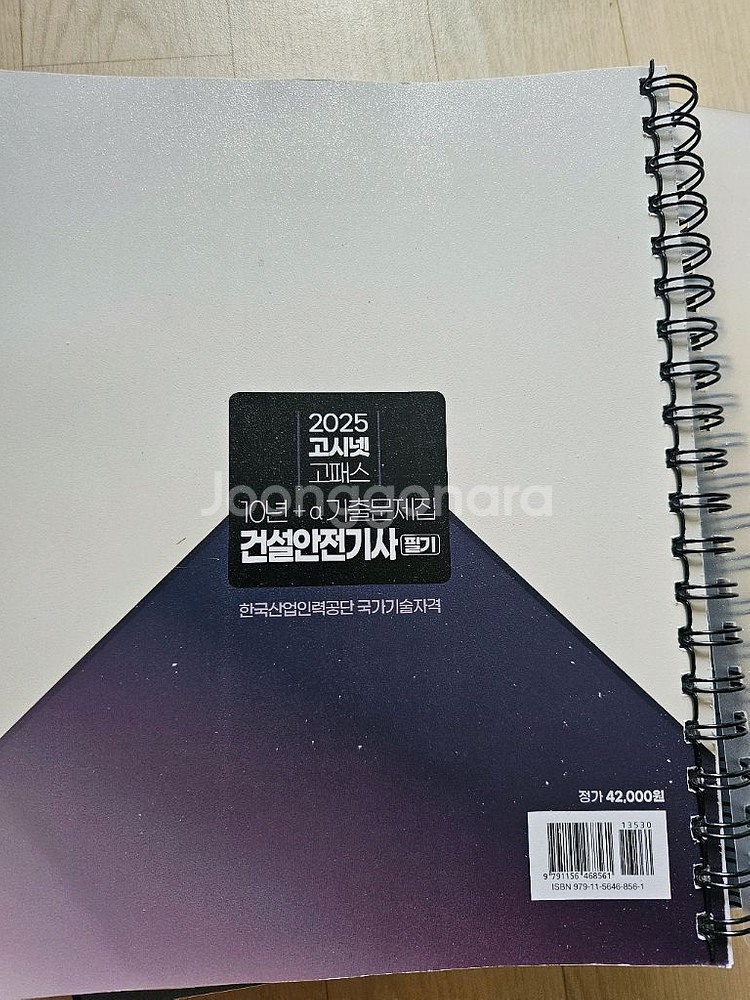 2025
고시넷
고패스
10년+α 기출문제집
건설안전기사 필기
한국산업인력공단 국가기술자격
Joonggonara
정가 42,000원
13530
9 791156 468561
ISBN 979-11-5646-856-1